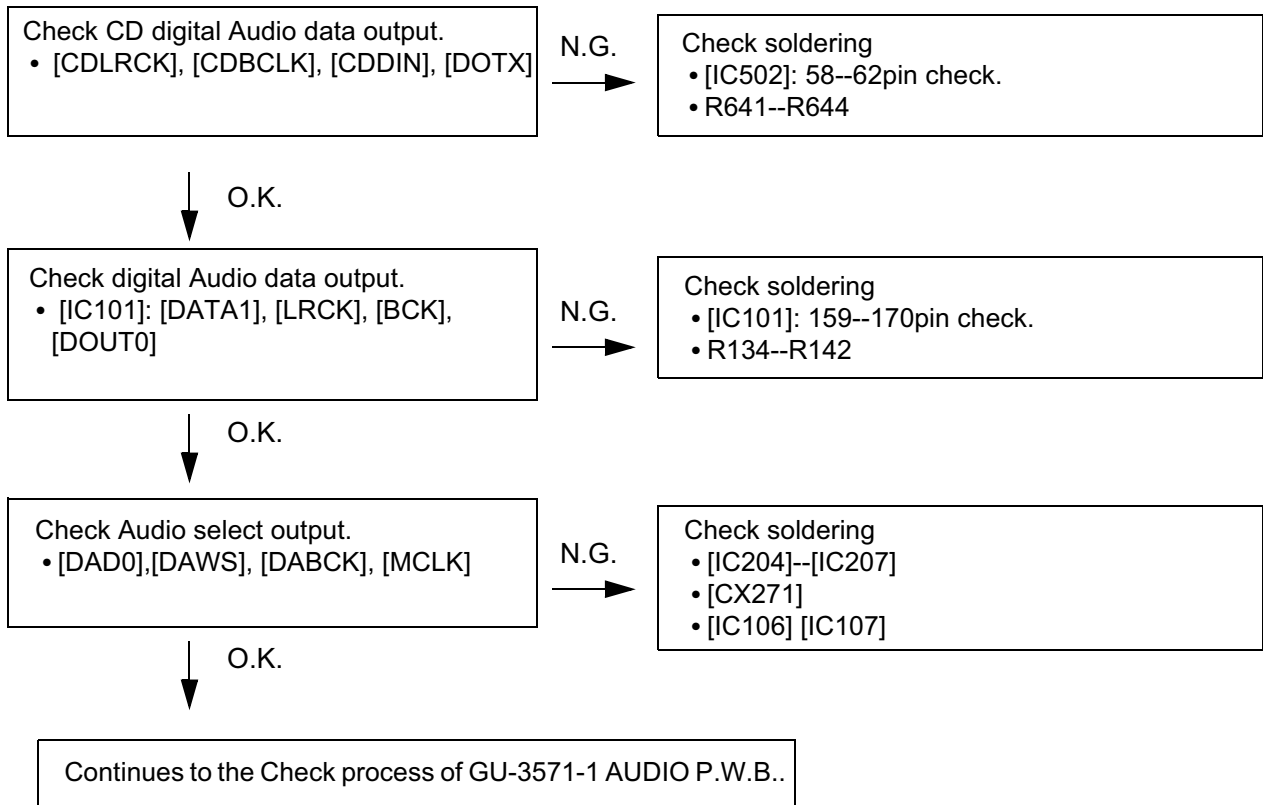 Check CD digital Audio data output.
• [CDLRCK], [CDBCLK], [CDDIN], [DOTX]
N.G.
Check soldering
• [IC502]: 58--62pin check.
• R641--R644
O.K.
Check digital Audio data output.
• [IC101]: [DATA1], [LRCK], [BCK],
[DOUT0]
N.G.
Check soldering
• [IC101]: 159--170pin check.
• R134--R142
O.K.
Check Audio select output.
• [DAD0],[DAWS], [DABCK], [MCLK]
N.G.
Check soldering
• [IC204]--[IC207]
• [CX271]
• [IC106] [IC107]
O.K.
Continues to the Check process of GU-3571-1 AUDIO P.W.B..